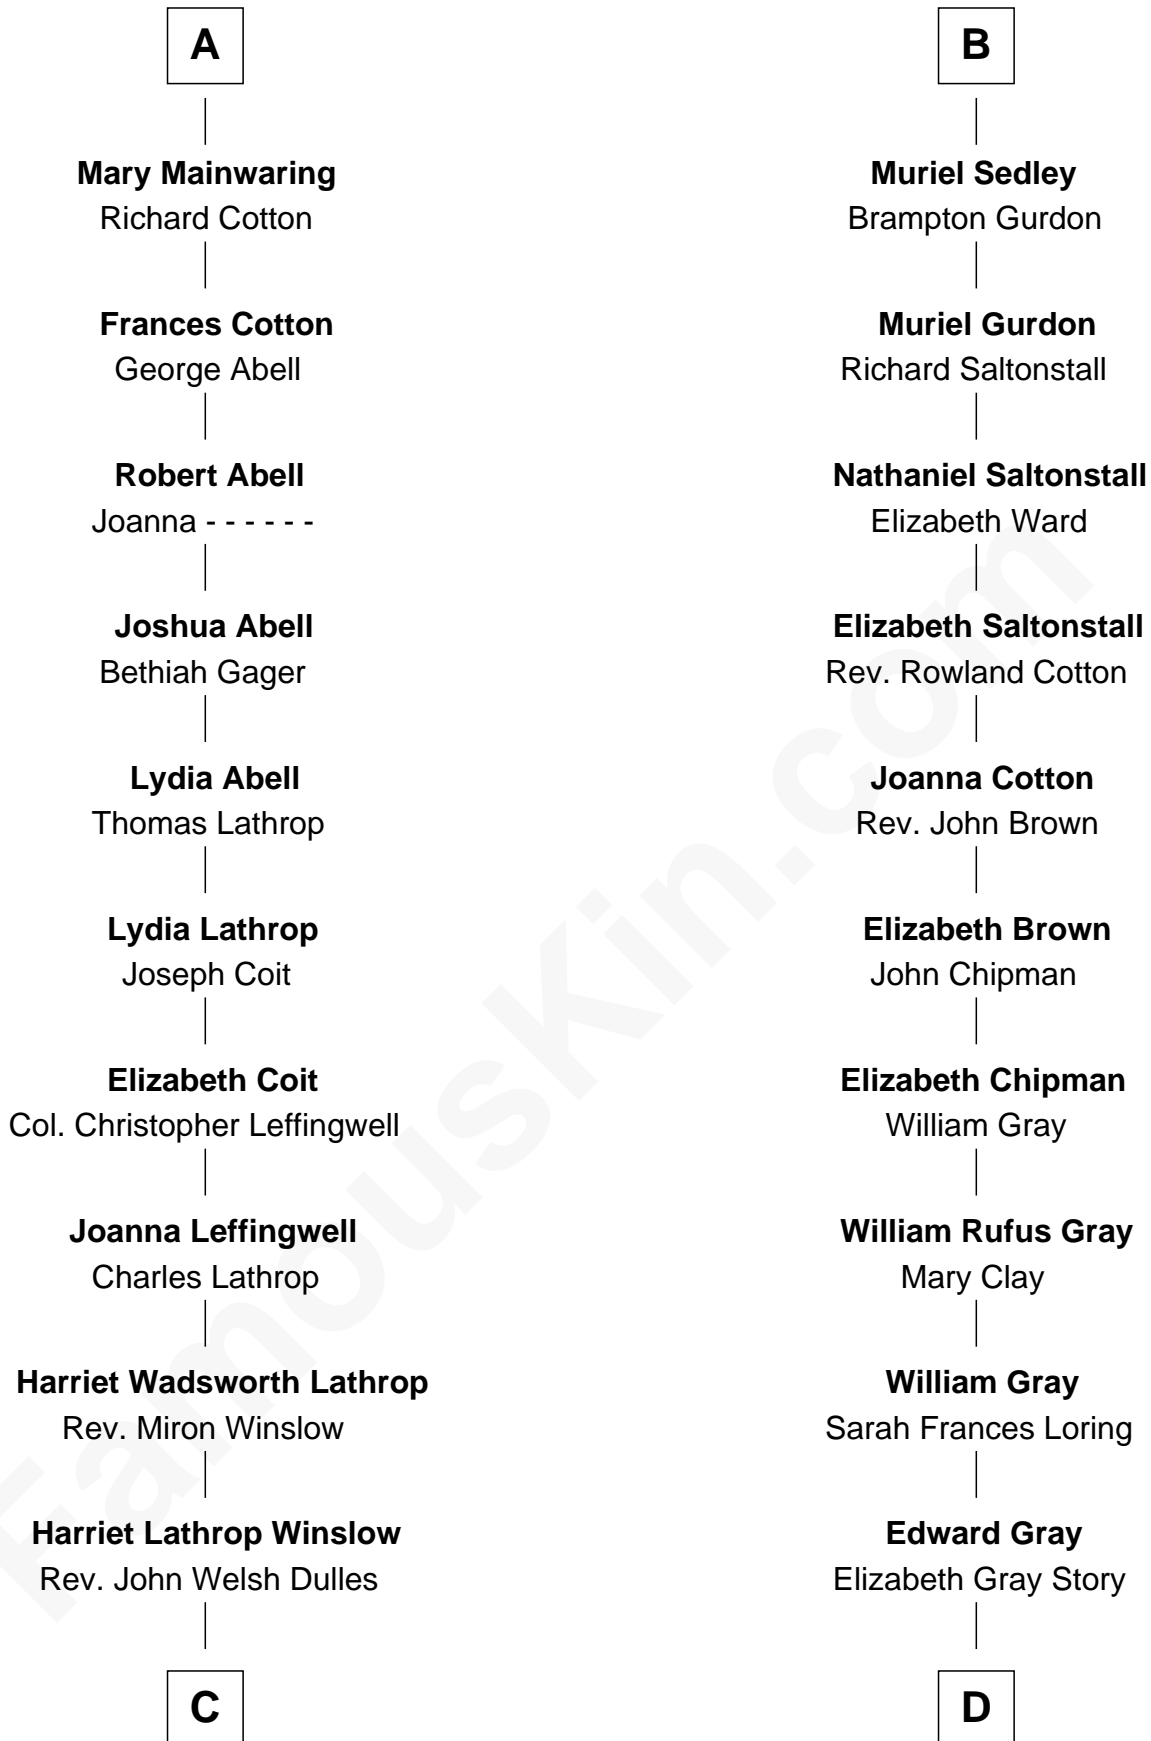 A
Mary Mainwaring
Richard Cotton
Frances Cotton
George Abell
Robert Abell
Joanna - - - - - -
Joshua Abell
Bethiah Gager
Lydia Abell
Thomas Lathrop
Lydia Lathrop
Joseph Coit
Elizabeth Coit
Col. Christopher Leffingwell
Joanna Leffingwell
Charles Lathrop
Harriet Wadsworth Lathrop
Rev. Miron Winslow
Harriet Lathrop Winslow
Rev. John Welsh Dulles
C
B
Muriel Sedley
Brampton Gurdon
Muriel Gurdon
Richard Saltonstall
Nathaniel Saltonstall
Elizabeth Ward
Elizabeth Saltonstall
Rev. Rowland Cotton
Joanna Cotton
Rev. John Brown
Elizabeth Brown
John Chipman
Elizabeth Chipman
William Gray
William Rufus Gray
Mary Clay
William Gray
Sarah Frances Loring
Edward Gray
Elizabeth Gray Story
D
FamousKin.com